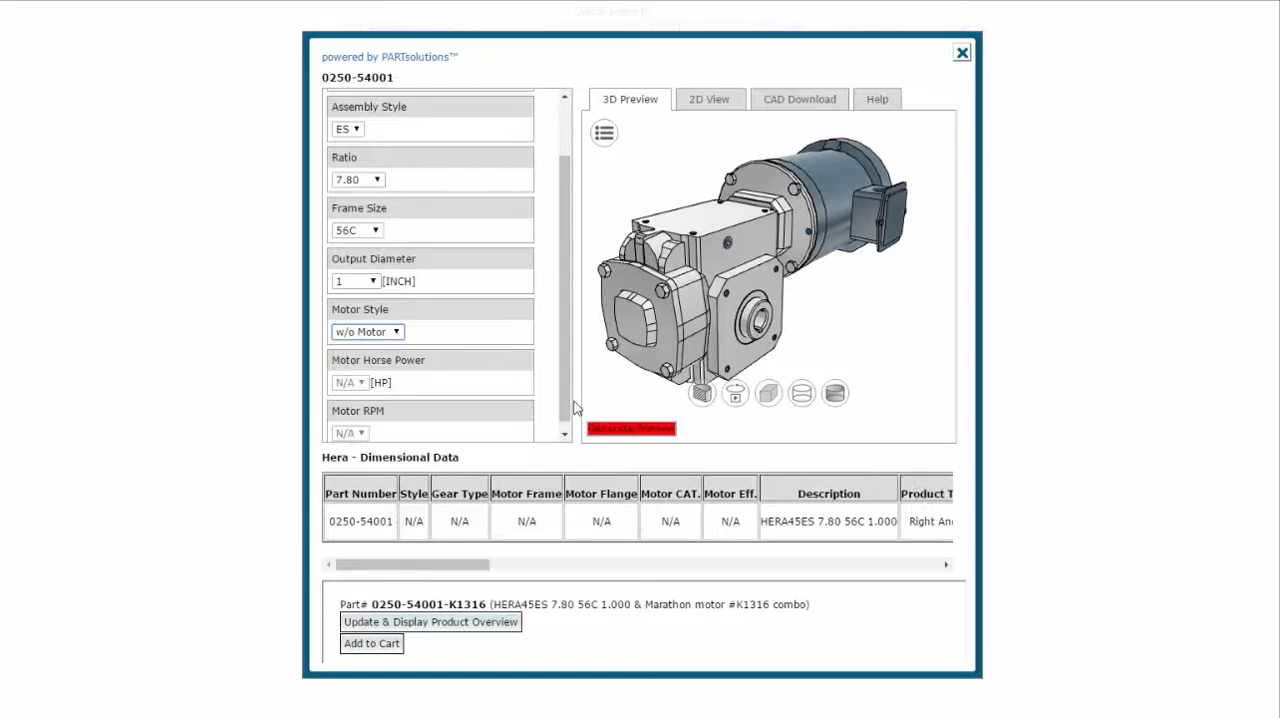 powered by PARTsolutions™
0250-54001
Assembly Style
ES
Ratio
7.80
Frame Size
56C
Output Diameter
1 [INCH]
Motor Style
w/o Motor
Motor Horse Power
N/A [HP]
Motor RPM
N/A
3D Preview 2D View CAD Download Help
Hera - Dimensional Data
Part Number Style Gear Type Motor Frame Motor Flange Motor CAT. Motor Eff. Description Product T
0250-54001 N/A N/A N/A N/A N/A N/A HERA45ES 7.80 56C 1.000 Right An
Part# 0250-54001-K1316 (HERA45ES 7.80 56C 1.000 & Marathon motor #K1316 combo)
Update & Display Product Overview
Add to Cart